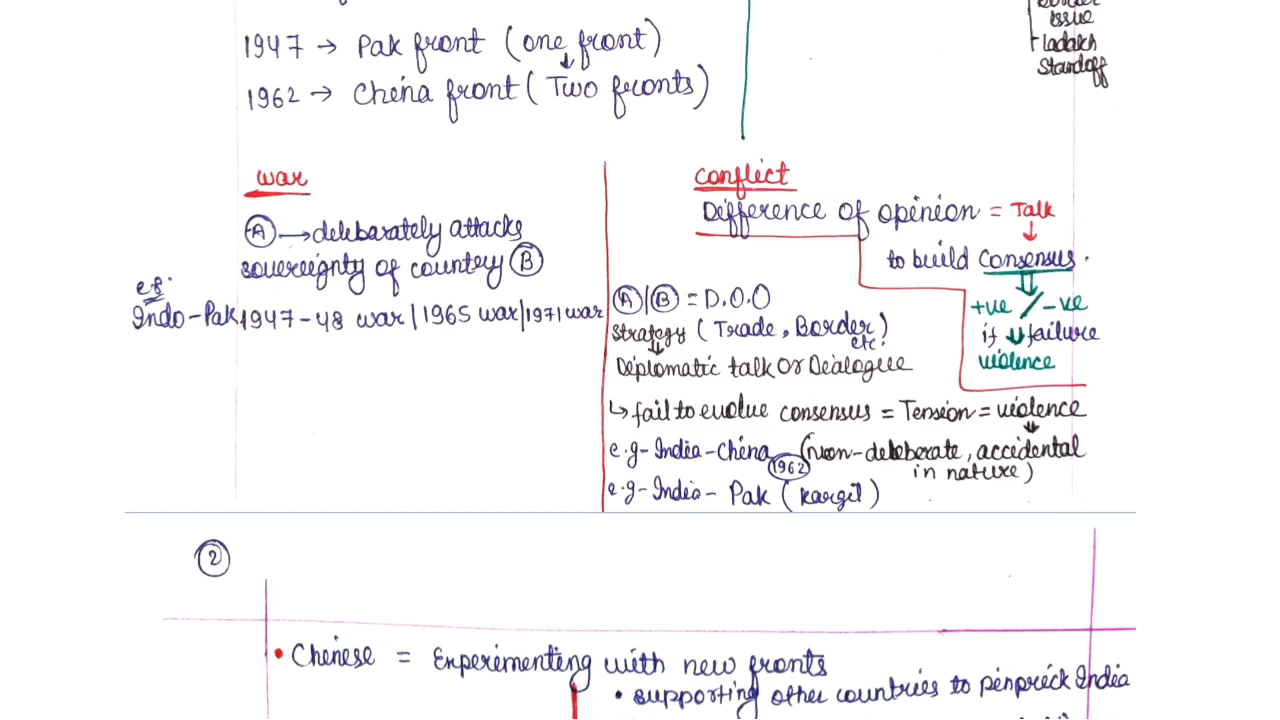 1947 → Pak front (one front)
↓
1962 → China front (Two fronts)
issue
ladakh
Standoff
war
Ⓐ → deleberately attacks
sovereignty of country Ⓑ
eg:
Indo-Pak 1947-48 war | 1965 war | 1971 war
Conflict
Difference of opinion = Talk
↓
to build Consensus.
⇓
+ve / -ve
if ⇓ failure
violence
Ⓐ | Ⓑ = D.O.O
strategy (Trade, Border)
etc.
⇓
Diplomatic talk or Dialogue
↳ fail to evolve consensus = Tension = violence
⇓
e.g- India-China (non-deleberate, accidental
1962
in nature)
e.g- India- Pak (Kargil)
②
• Chinese = Experimenting with new fronts
• supporting other countries to pinprick India